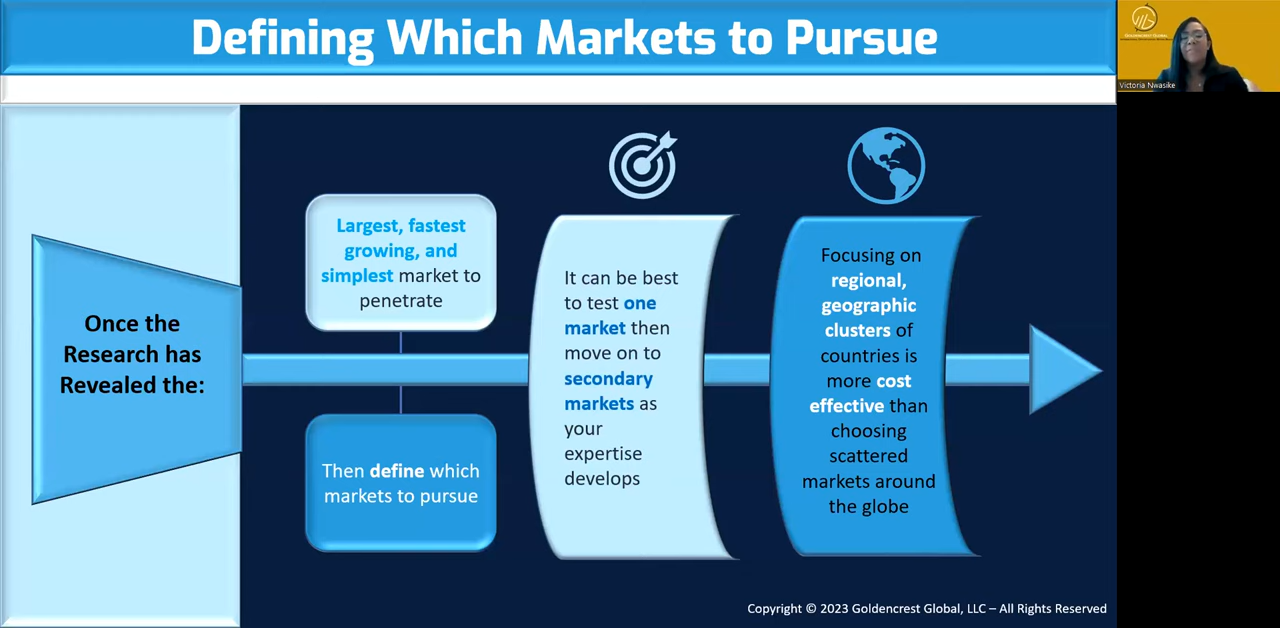 Defining Which Markets to Pursue
Goldencrest Global
Victoria Nwasike
Once the
Research has
Revealed the:
Largest, fastest
growing, and
simplest market to
penetrate
Then define which
markets to pursue
It can be best
to test one
market then
move on to
secondary
markets as
your
expertise
develops
Focusing on
regional,
geographic
clusters of
countries is
more cost
effective than
choosing
scattered
markets around
the globe
Copyright © 2023 Goldencrest Global, LLC – All Rights Reserved